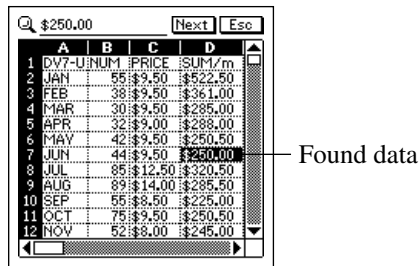 $250.00 Next Esc
A B C D
1 DV7-U NUM PRICE SUM/m
2 JAN 55 $9.50 $522.50
3 FEB 38 $9.50 $361.00
4 MAR 30 $9.50 $285.00
5 APR 32 $9.00 $288.00
6 MAY 42 $9.50 $250.50
7 JUN 44 $9.50 $250.00 Found data
8 JUL 85 $12.50 $320.50
9 AUG 89 $14.00 $285.50
10 SEP 55 $8.50 $225.00
11 OCT 75 $9.50 $250.50
12 NOV 52 $8.00 $245.00